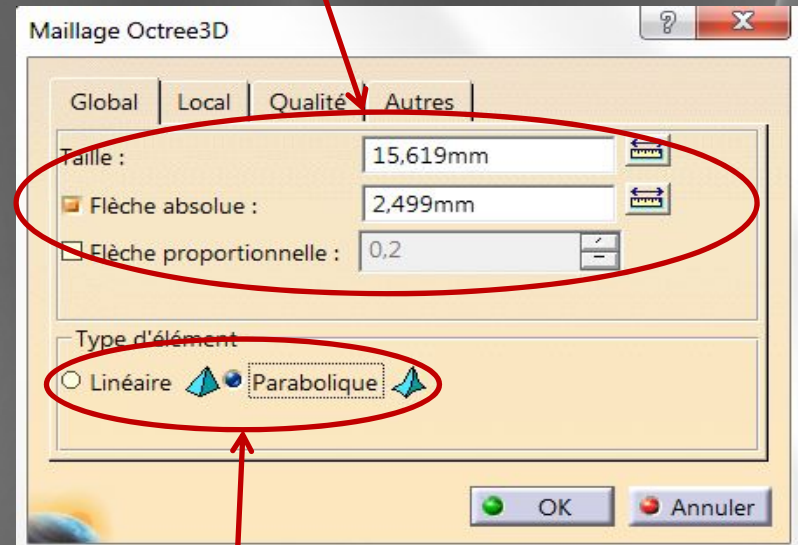 Maillage Octree3D
Global Local Qualité Autres
Taille : 15,619mm
Flèche absolue : 2,499mm
Flèche proportionnelle : 0,2
Type d'élément
Linéaire Parabolique
OK Annuler